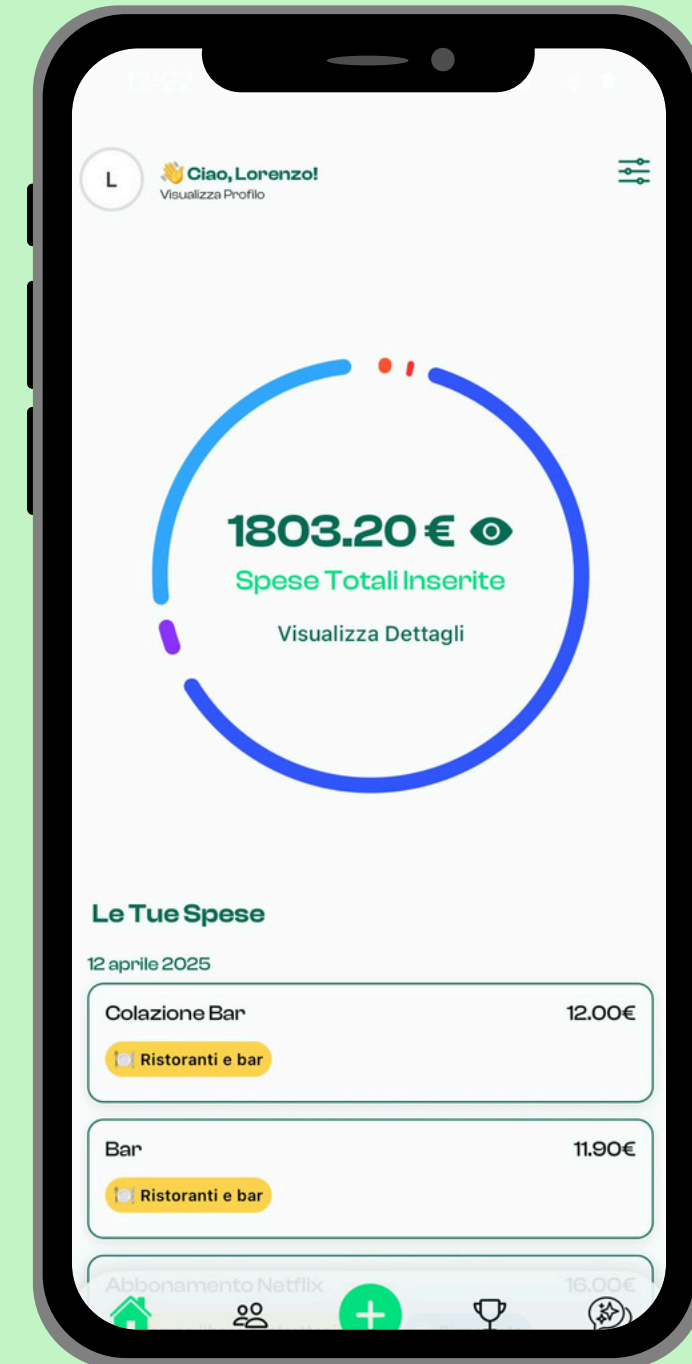 L
👋 Ciao, Lorenzo!
Visualizza Profilo
1803.20 €
Spese Totali Inserite
Visualizza Dettagli
Le Tue Spese
12 aprile 2025
Colazione Bar 12.00€
🍽️ Ristoranti e bar
Bar 11.90€
🍽️ Ristoranti e bar
Abbonamento Netflix 16.00€